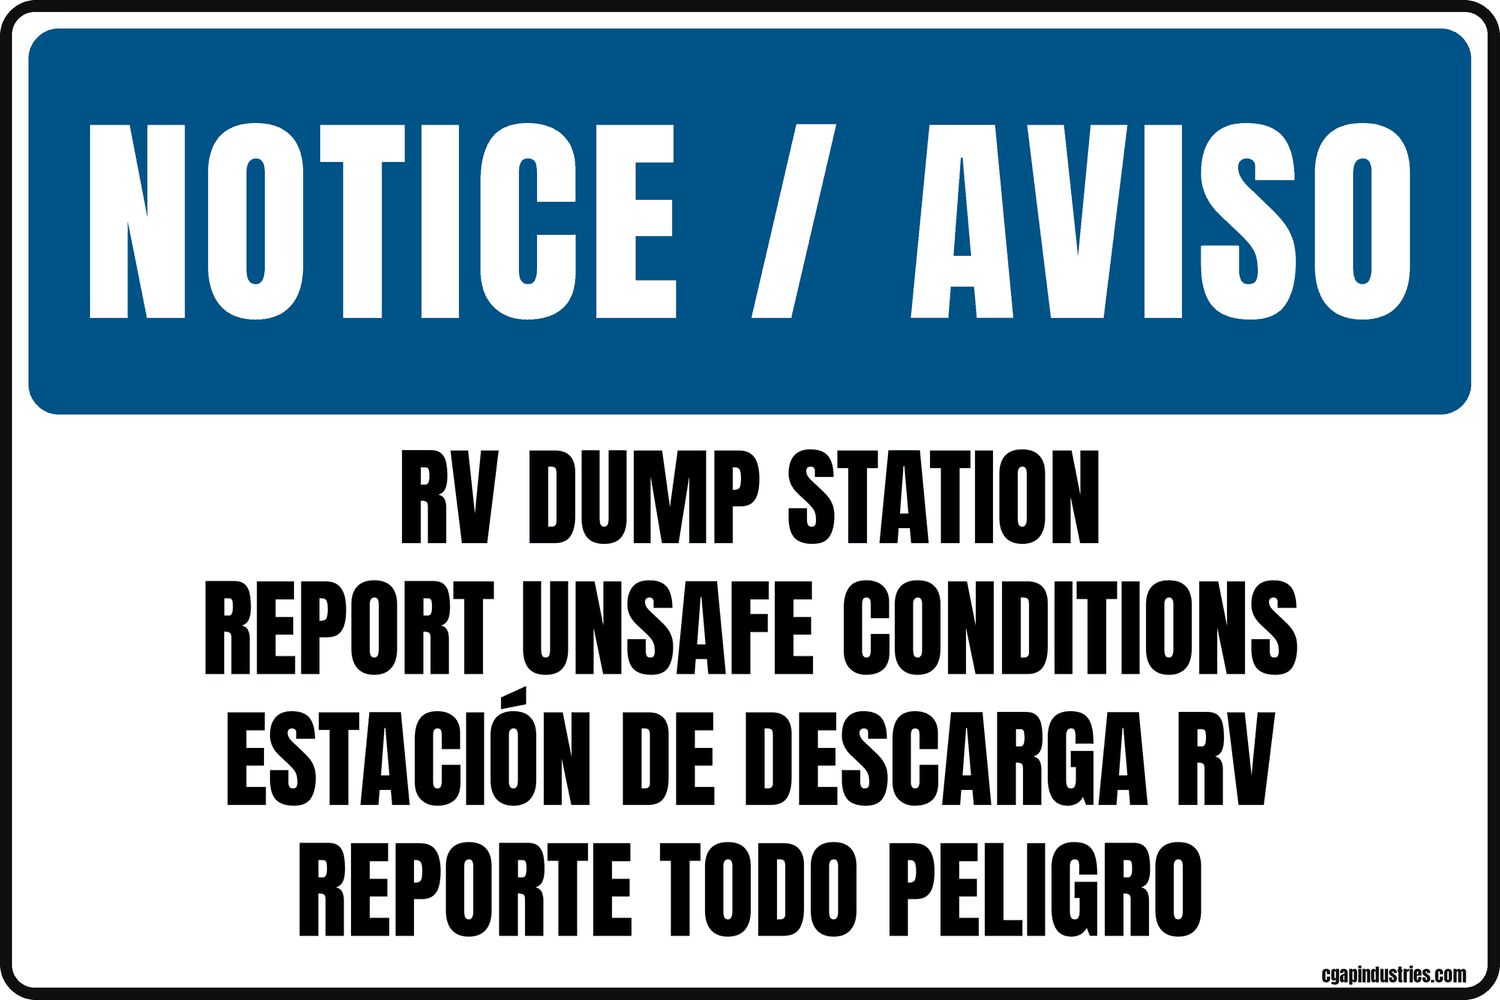 NOTICE / AVISO
RV DUMP STATION
REPORT UNSAFE CONDITIONS
ESTACIÓN DE DESCARGA RV
REPORTE TODO PELIGRO
cgapindustries.com